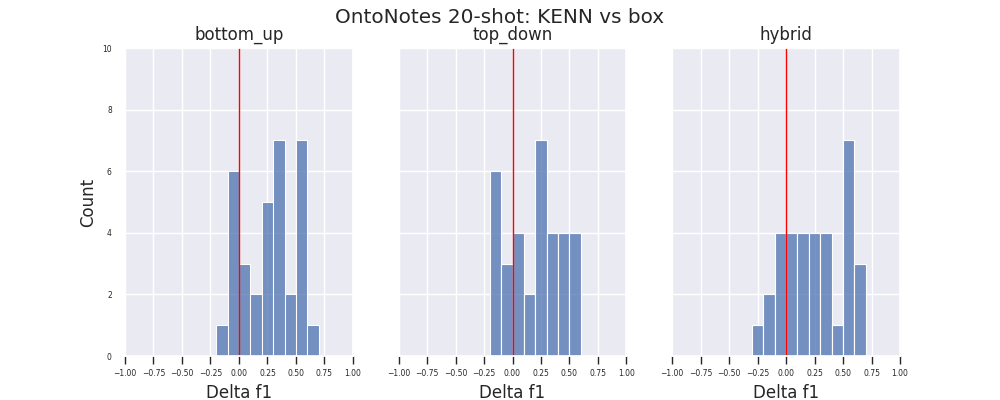 OntoNotes 20-shot: KENN vs box
bottom_up
top_down
hybrid
Count
10
8
6
4
2
0
−1.00 −0.75 −0.50 −0.25 0.00 0.25 0.50 0.75 1.00
−1.00 −0.75 −0.50 −0.25 0.00 0.25 0.50 0.75 1.00
−1.00 −0.75 −0.50 −0.25 0.00 0.25 0.50 0.75 1.00
Delta f1
Delta f1
Delta f1